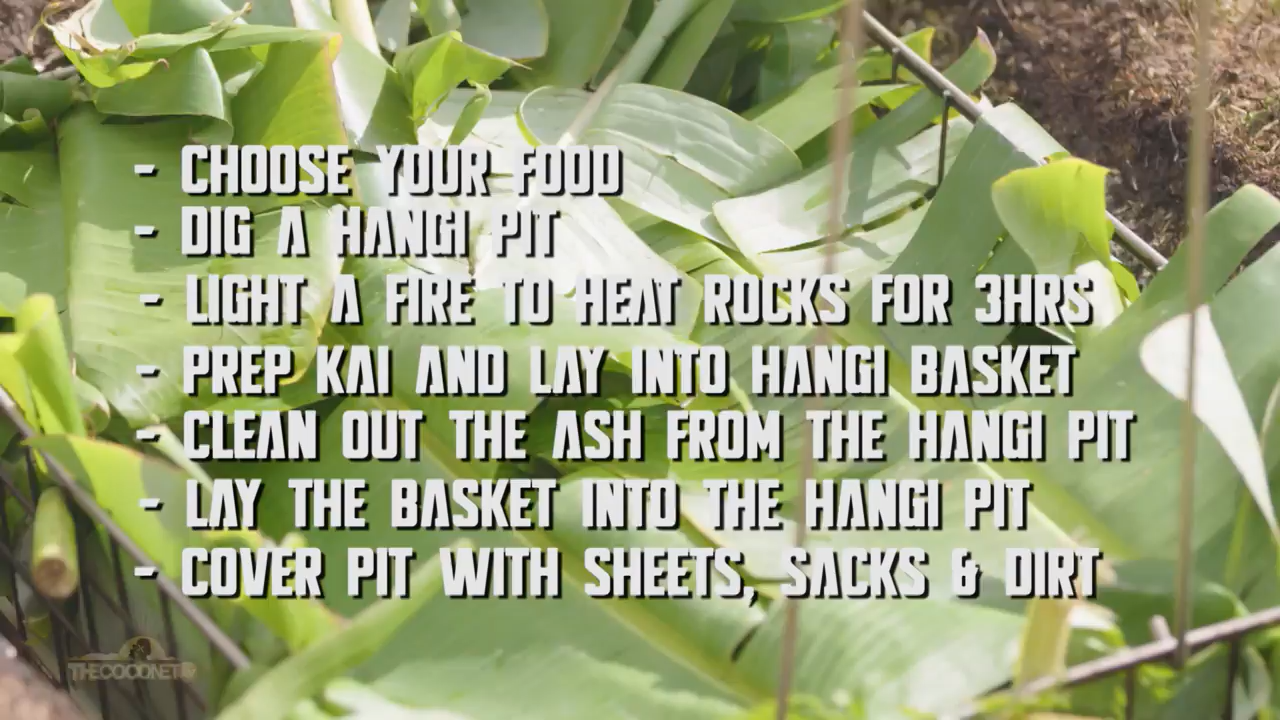 - CHOOSE YOUR FOOD
- DIG A HANGI PIT
- LIGHT A FIRE TO HEAT ROCKS FOR 3HRS
- PREP KAI AND LAY INTO HANGI BASKET
- CLEAN OUT THE ASH FROM THE HANGI PIT
- LAY THE BASKET INTO THE HANGI PIT
- COVER PIT WITH SHEETS, SACKS & DIRT
THECOCONET